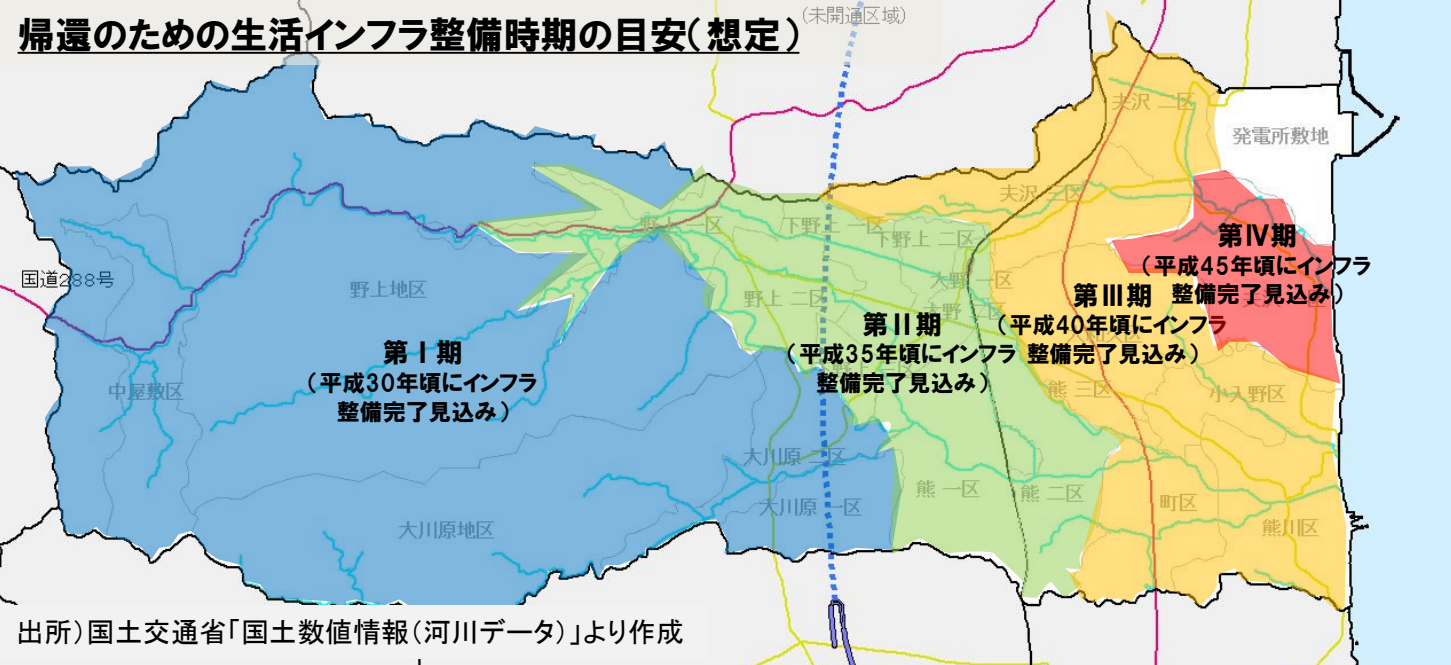 (未開通区域)
帰還のための生活インフラ整備時期の目安(想定)
夫沢 二区
発電所敷地
夫沢 三区
野上 一区
下野上 一区
下野上 二区
第Ⅳ期
(平成45年頃にインフラ
整備完了見込み)
国道288号
野上地区
野上 二区
大野 一区
大野 二区
第Ⅲ期
(平成40年頃にインフラ
整備完了見込み)
第Ⅱ期
(平成35年頃にインフラ
整備完了見込み)
第Ⅰ期
(平成30年頃にインフラ
整備完了見込み)
中屋敷区
熊 三区
小入野区
大川原 二区
大川原 一区
熊 一区
熊 二区
町区
熊川区
大川原地区
出所)国土交通省「国土数値情報(河川データ)」より作成